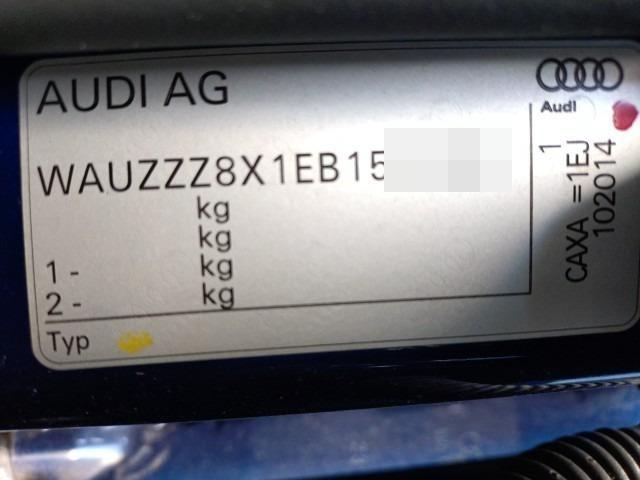 AUDI AG
Audi
WAUZZZ8X1EB15
kg
kg
1 - kg
2 - kg
Typ
1
CAXA =1EJ
102014